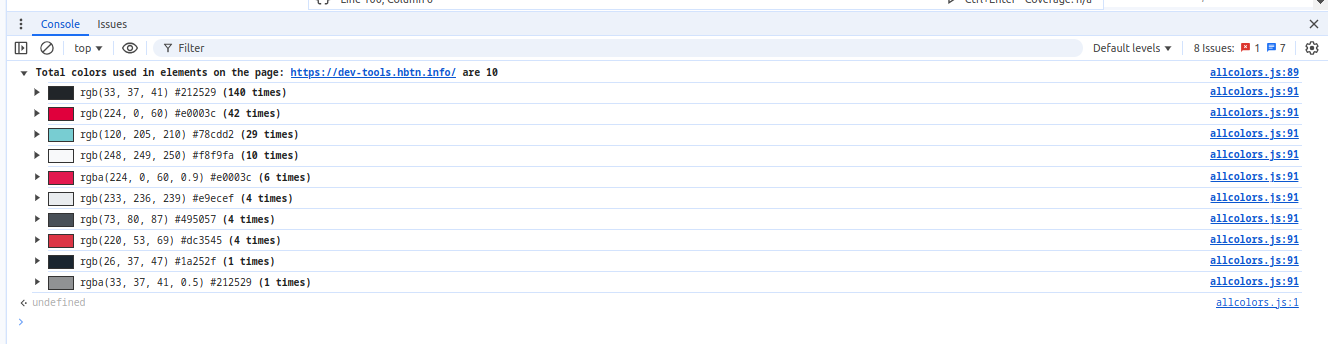 {} Line 100, Column 6 Ctrl+Enter Coverage: n/a
Console Issues
top Filter Default levels 8 Issues: 1 7
Total colors used in elements on the page: https://dev-tools.hbtn.info/ are 10 allcolors.js:89
rgb(33, 37, 41) #212529 (140 times) allcolors.js:91
rgb(224, 0, 60) #e0003c (42 times) allcolors.js:91
rgb(120, 205, 210) #78cdd2 (29 times) allcolors.js:91
rgb(248, 249, 250) #f8f9fa (10 times) allcolors.js:91
rgba(224, 0, 60, 0.9) #e0003c (6 times) allcolors.js:91
rgb(233, 236, 239) #e9ecef (4 times) allcolors.js:91
rgb(73, 80, 87) #495057 (4 times) allcolors.js:91
rgb(220, 53, 69) #dc3545 (4 times) allcolors.js:91
rgb(26, 37, 47) #1a252f (1 times) allcolors.js:91
rgba(33, 37, 41, 0.5) #212529 (1 times) allcolors.js:91
undefined allcolors.js:1